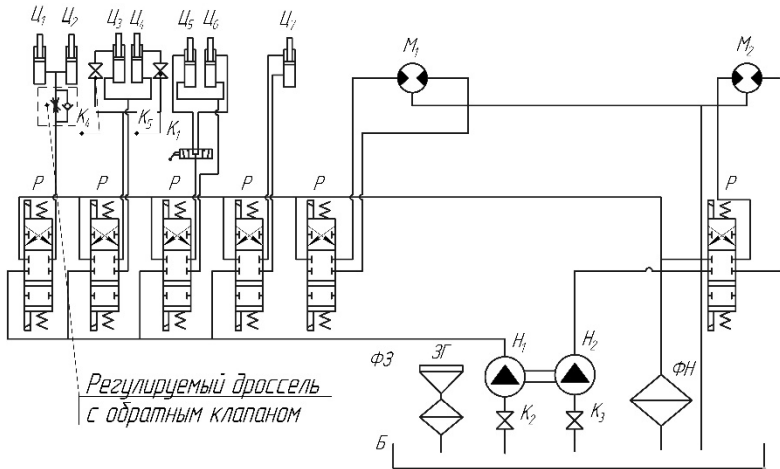 Ц₁ Ц₂ Ц₃ Ц₄ Ц₅ Ц₆ Ц₇ М₁ М₂
К₄ К₅ К₁
Р Р Р Р Р Р
ФЗ ЗГ Н₁ Н₂ ФН
Регулируемый дроссель
с обратным клапаном
К₂ К₃
Б